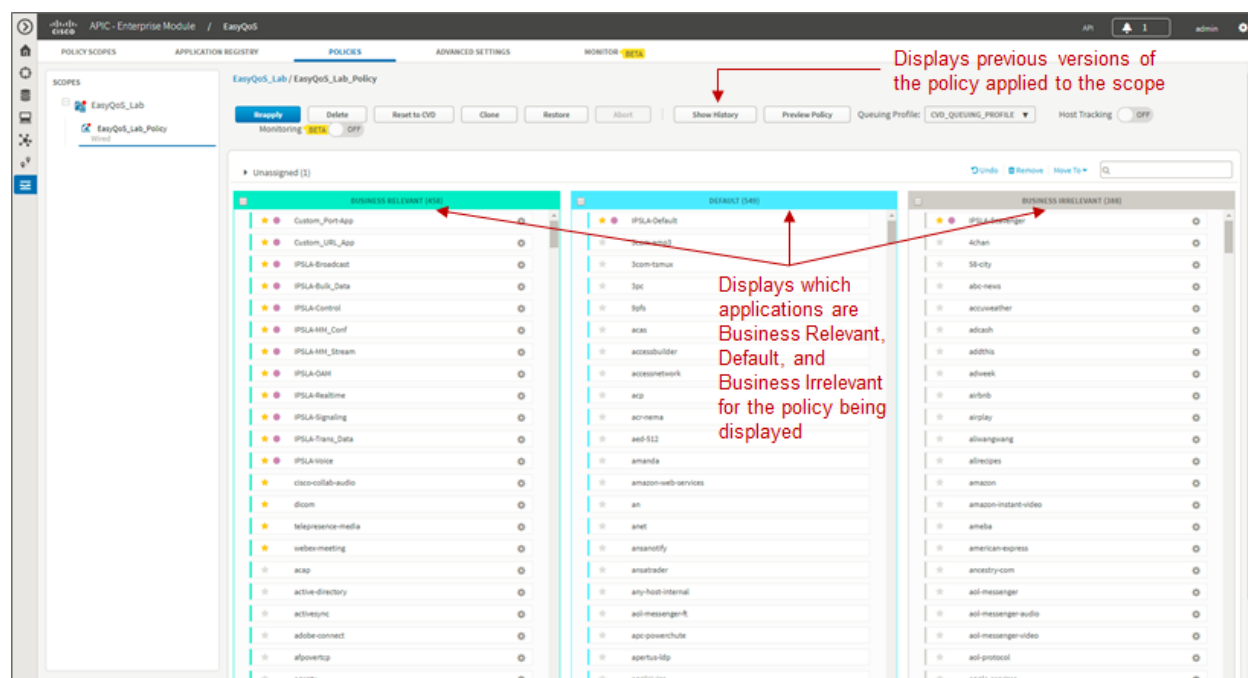 CISCO APIC - Enterprise Module / EasyQoS API 1 admin
POLICY SCOPES APPLICATION REGISTRY POLICIES ADVANCED SETTINGS MONITOR BETA
Displays previous versions of
the policy applied to the scope
SCOPES
EasyQoS_Lab
EasyQoS_Lab_Policy
Wired
EasyQoS_Lab / EasyQoS_Lab_Policy
Reapply Delete Reset to CVD Clone Restore Abort Show History Preview Policy Queuing Profile: CVD_QUEUING_PROFILE Host Tracking OFF
Monitoring BETA OFF
Unassigned (1)
Undo Remove Move To
BUSINESS RELEVANT (458)
Custom_Port-App
Custom_URL_App
IPSLA-Broadcast
IPSLA-Bulk_Data
IPSLA-Control
IPSLA-MM_Conf
IPSLA-MM_Stream
IPSLA-OAM
IPSLA-Realtime
IPSLA-Signaling
IPSLA-Trans_Data
IPSLA-Voice
cisco-collab-audio
dicom
telepresence-media
webex-meeting
acap
active-directory
activesync
adobe-connect
afpovertcp
DEFAULT (549)
IPSLA-Default
3com-amp3
3com-tsmux
3pc
9pfs
acas
accessbuilder
accessnetwork
acp
acr-nema
aed-512
amanda
amazon-web-services
an
anet
ansanotify
ansatrader
any-host-internal
aol-messenger-ft
apc-powerchute
apertus-ldp
Displays which
applications are
Business Relevant,
Default, and
Business Irrelevant
for the policy being
displayed
BUSINESS IRRELEVANT (388)
IPSLA-Scavenger
4chan
58-city
abc-news
accuweather
adcash
addthis
adweek
airbnb
airplay
aliwangwang
allrecipes
amazon
amazon-instant-video
ameba
american-express
ancestry-com
aol-messenger
aol-messenger-audio
aol-messenger-video
aol-protocol